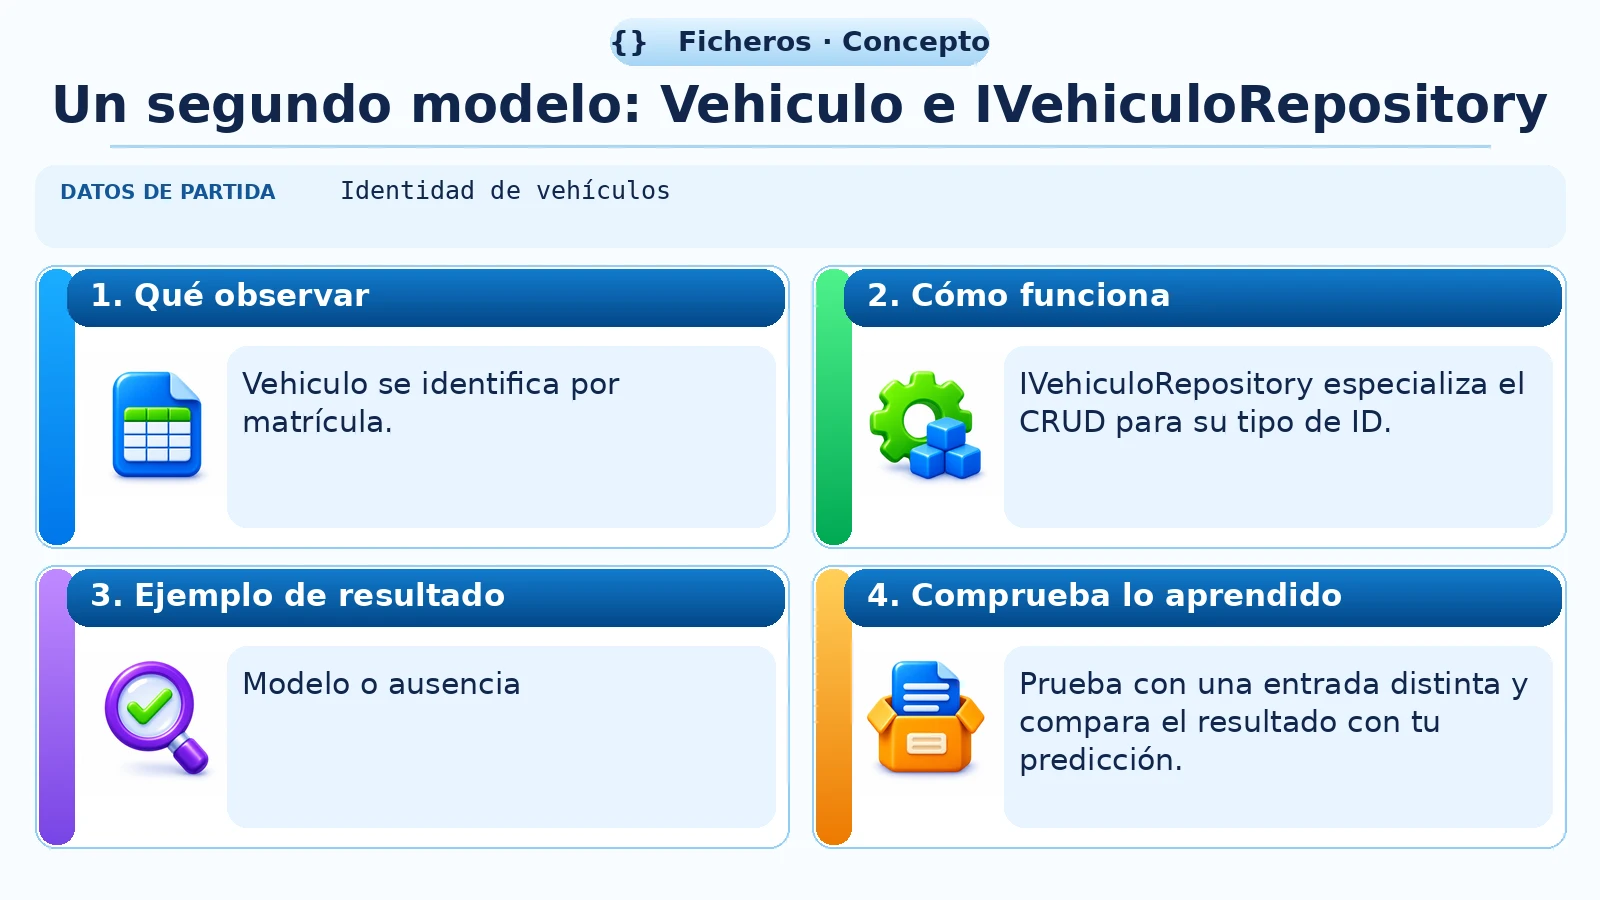 {} Ficheros · Concepto
Un segundo modelo: Vehiculo e IVehiculoRepository
DATOS DE PARTIDA Identidad de vehículos
1. Qué observar
Vehiculo se identifica por
matrícula.
2. Cómo funciona
IVehiculoRepository especializa el
CRUD para su tipo de ID.
3. Ejemplo de resultado
Modelo o ausencia
4. Comprueba lo aprendido
Prueba con una entrada distinta y
compara el resultado con tu
predicción.